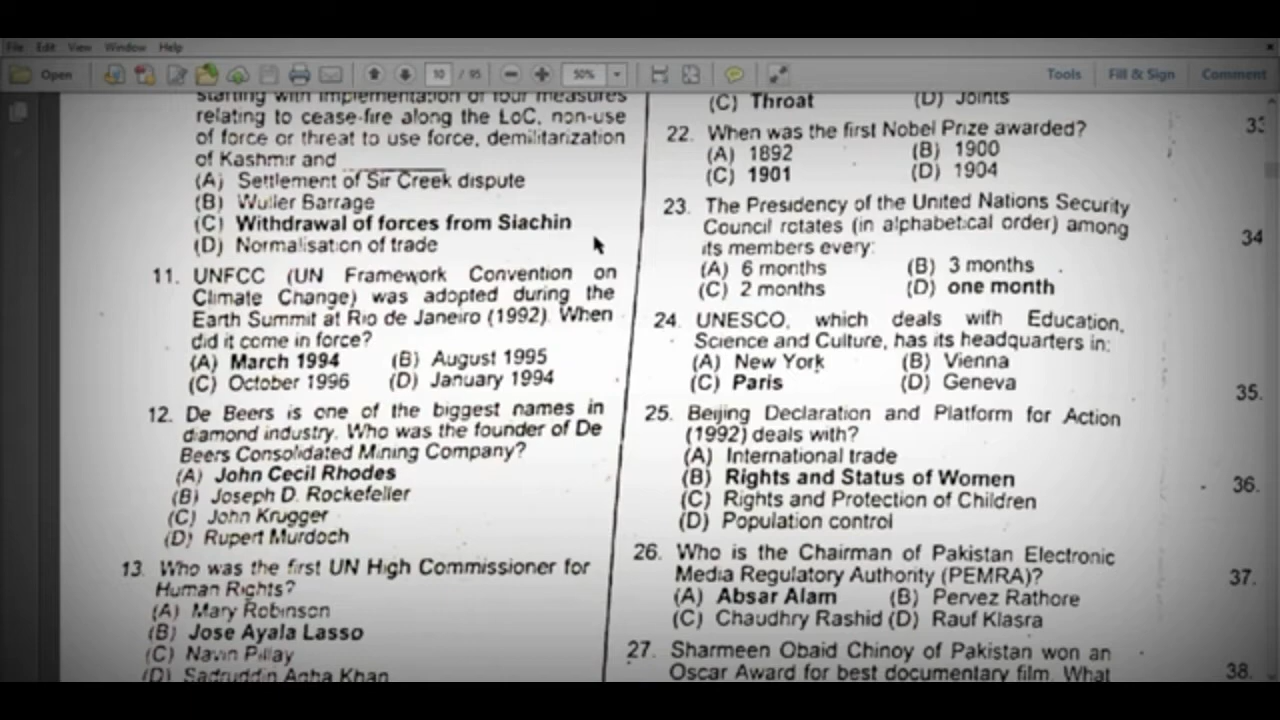 File Edit View Window Help
Open 10 / 95 50% Tools Fill & Sign Comment
starting with implementation of four measures
relating to cease-fire along the LoC, non-use
of force or threat to use force, demilitarization
of Kashmir and ________
(A) Settlement of Sir Creek dispute
(B) Wuller Barrage
(C) Withdrawal of forces from Siachin
(D) Normalisation of trade
11. UNFCC (UN Framework Convention on
Climate Change) was adopted during the
Earth Summit at Rio de Janeiro (1992). When
did it come in force?
(A) March 1994 (B) August 1995
(C) October 1996 (D) January 1994
12. De Beers is one of the biggest names in
diamond industry. Who was the founder of De
Beers Consolidated Mining Company?
(A) John Cecil Rhodes
(B) Joseph D. Rockefeller
(C) John Krugger
(D) Rupert Murdoch
13. Who was the first UN High Commissioner for
Human Rights?
(A) Mary Robinson
(B) Jose Ayala Lasso
(C) Navin Pillay
(D) Sadruddin Agha Khan
(C) Throat (D) Joints
22. When was the first Nobel Prize awarded?
(A) 1892 (B) 1900
(C) 1901 (D) 1904
23. The Presidency of the United Nations Security
Council rotates (in alphabetical order) among
its members every:
(A) 6 months (B) 3 months
(C) 2 months (D) one month
24. UNESCO, which deals with Education,
Science and Culture, has its headquarters in:
(A) New York (B) Vienna
(C) Paris (D) Geneva
25. Beijing Declaration and Platform for Action
(1992) deals with?
(A) International trade
(B) Rights and Status of Women
(C) Rights and Protection of Children
(D) Population control
26. Who is the Chairman of Pakistan Electronic
Media Regulatory Authority (PEMRA)?
(A) Absar Alam (B) Pervez Rathore
(C) Chaudhry Rashid (D) Rauf Klasra
27. Sharmeen Obaid Chinoy of Pakistan won an
Oscar Award for best documentary film. What
33
34
35.
36.
37.
38.